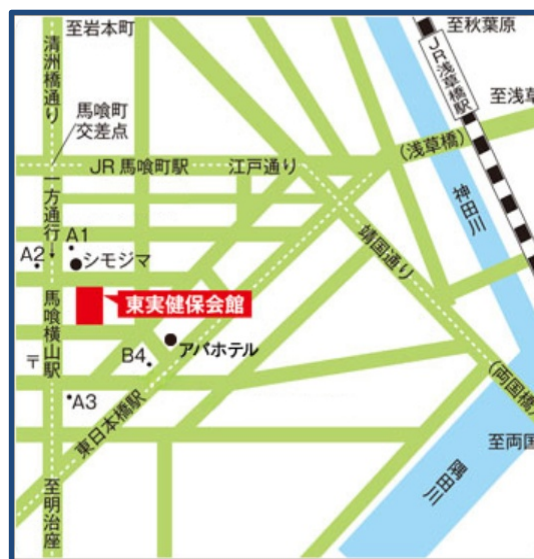 至岩本町
至秋葉原
清洲橋通り
JR浅草橋駅
至浅草
馬喰町
交差点
(浅草橋)
JR 馬喰町駅
江戸通り
神田川
一方通行→
靖国通り
A1
A2
シモジマ
東実健保会館
馬喰横山駅
アパホテル
〒
B4
(両国橋)
A3
東日本橋駅
至両国
隅田川
至明治座